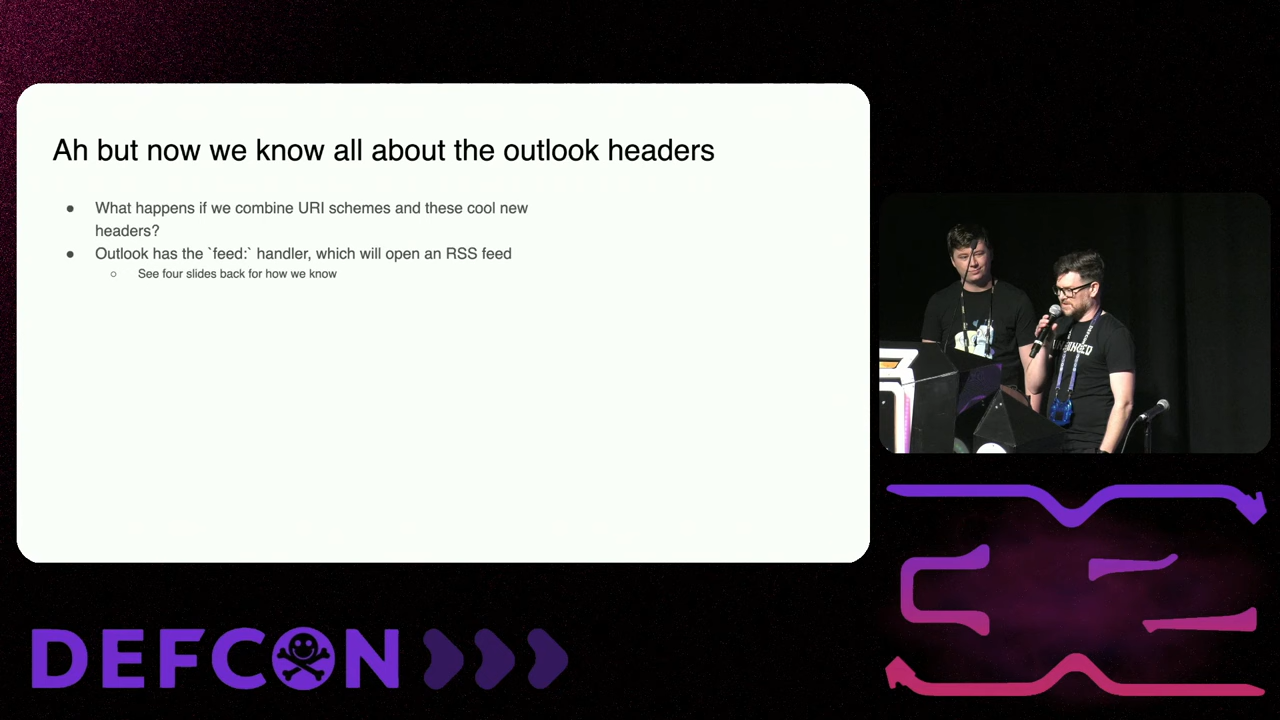 Ah but now we know all about the outlook headers
● What happens if we combine URI schemes and these cool new
headers?
● Outlook has the `feed:` handler, which will open an RSS feed
○ See four slides back for how we know
DEFCON